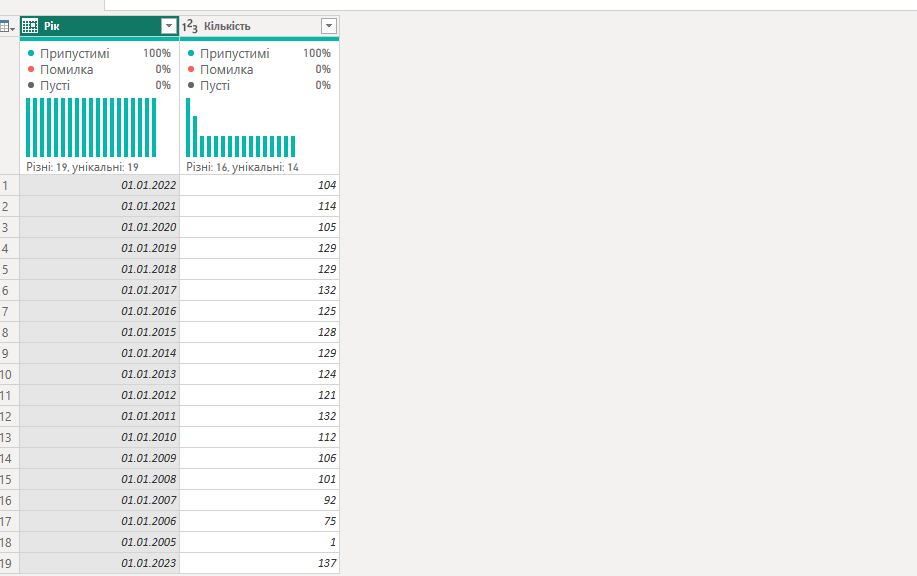 Рік 1²3 Кількість
Припустимі 100% Припустимі 100%
Помилка 0% Помилка 0%
Пусті 0% Пусті 0%
Різні: 19, унікальні: 19 Різні: 16, унікальні: 14
1 01.01.2022 104
2 01.01.2021 114
3 01.01.2020 105
4 01.01.2019 129
5 01.01.2018 129
6 01.01.2017 132
7 01.01.2016 125
8 01.01.2015 128
9 01.01.2014 129
10 01.01.2013 124
11 01.01.2012 121
12 01.01.2011 132
13 01.01.2010 112
14 01.01.2009 106
15 01.01.2008 101
16 01.01.2007 92
17 01.01.2006 75
18 01.01.2005 1
19 01.01.2023 137